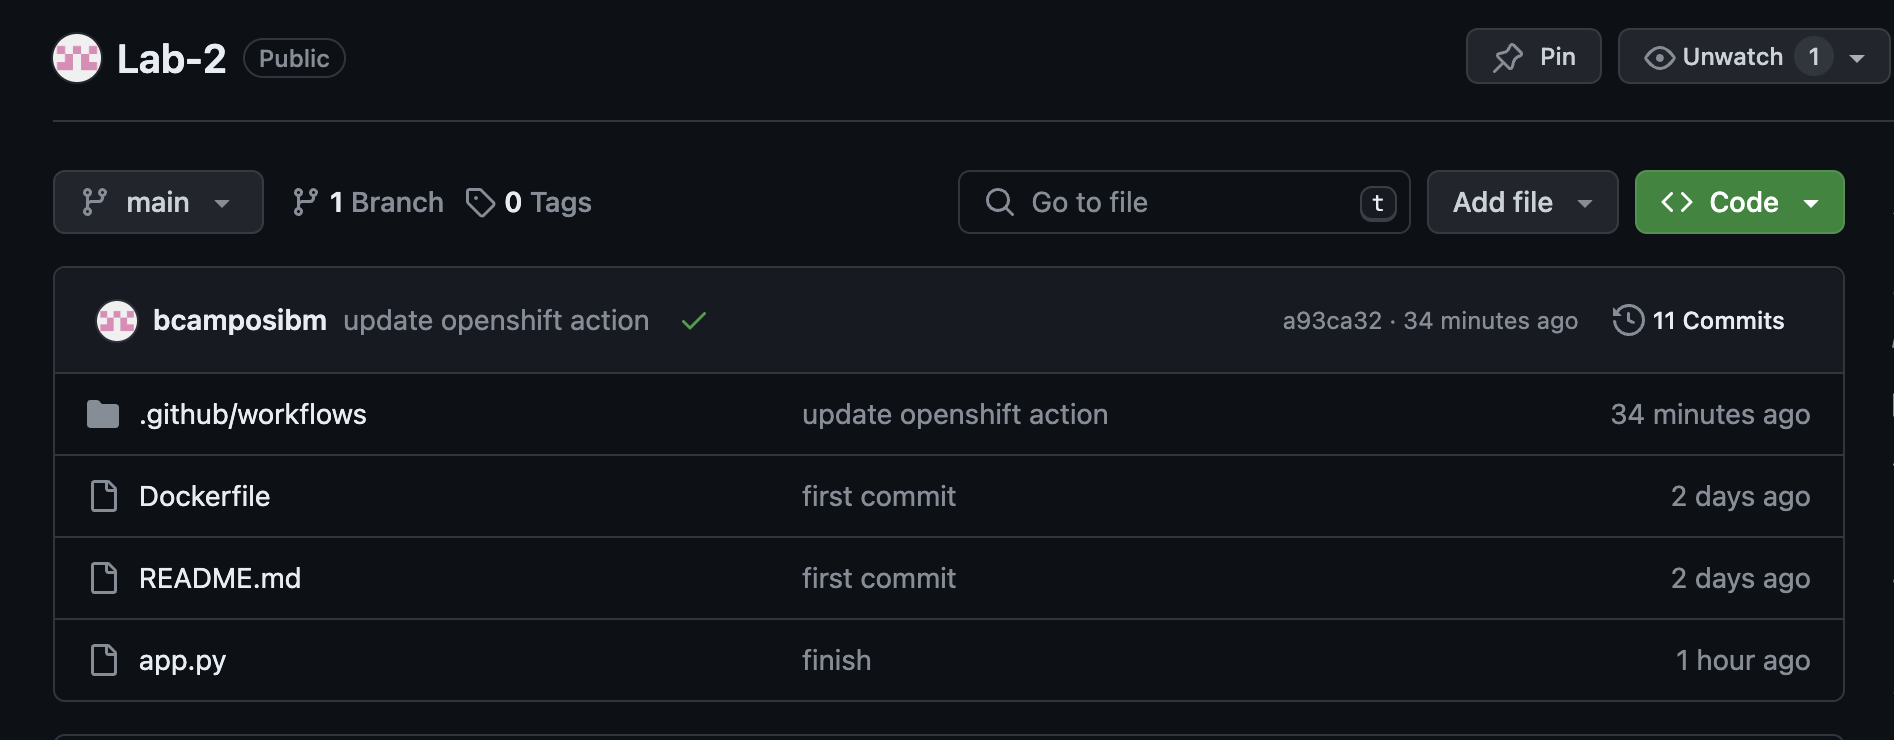 Lab-2 Public Pin Unwatch 1
main 1 Branch 0 Tags Go to file t Add file Code
bcamposibm update openshift action a93ca32 · 34 minutes ago 11 Commits
.github/workflows update openshift action 34 minutes ago
Dockerfile first commit 2 days ago
README.md first commit 2 days ago
app.py finish 1 hour ago